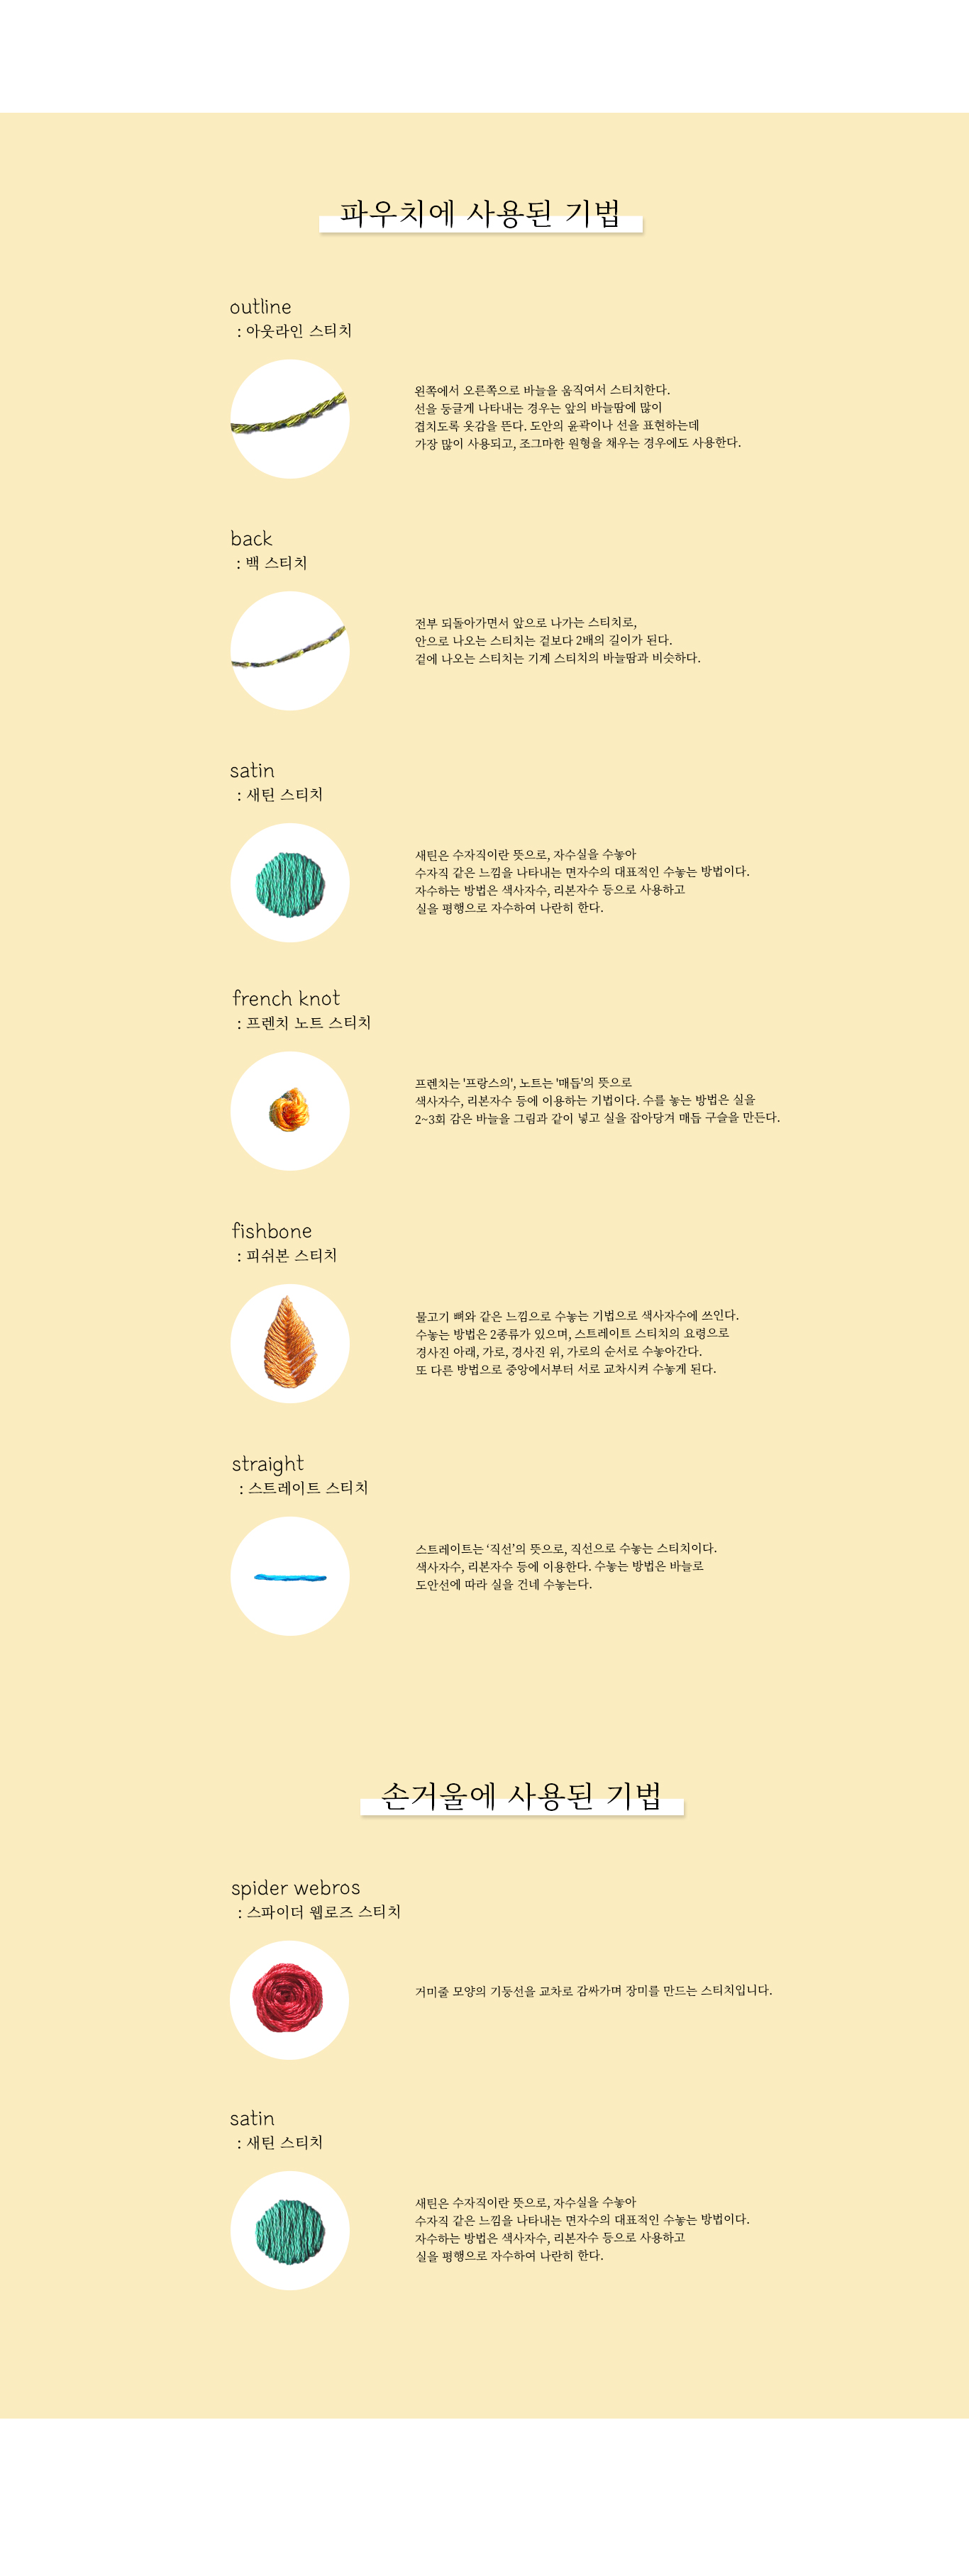 파우치에 사용된 기법
outline
: 아웃라인 스티치
왼쪽에서 오른쪽으로 바늘을 움직여서 스티치한다.
선을 둥글게 나타내는 경우는 앞의 바늘땀에 많이
겹치도록 옷감을 뜬다. 도안의 윤곽이나 선을 표현하는데
가장 많이 사용되고, 조그마한 원형을 채우는 경우에도 사용한다.
back
: 백 스티치
전부 되돌아가면서 앞으로 나가는 스티치로,
안으로 나오는 스티치는 겉보다 2배의 길이가 된다.
겉에 나오는 스티치는 기계 스티치의 바늘땀과 비슷하다.
satin
: 새틴 스티치
새틴은 수자직이란 뜻으로, 자수실을 수놓아
수자직 같은 느낌을 나타내는 면자수의 대표적인 수놓는 방법이다.
자수하는 방법은 색사자수, 리본자수 등으로 사용하고
실을 평행으로 자수하여 나란히 한다.
french knot
: 프렌치 노트 스티치
프렌치는 '프랑스의', 노트는 '매듭'의 뜻으로
색사자수, 리본자수 등에 이용하는 기법이다. 수를 놓는 방법은 실을
2~3회 감은 바늘을 그림과 같이 넣고 실을 잡아당겨 매듭 구슬을 만든다.
fishbone
: 피쉬본 스티치
물고기 뼈와 같은 느낌으로 수놓는 기법으로 색사자수에 쓰인다.
수놓는 방법은 2종류가 있으며, 스트레이트 스티치의 요령으로
경사진 아래, 가로, 경사진 위, 가로의 순서로 수놓아간다.
또 다른 방법으로 중앙에서부터 서로 교차시켜 수놓게 된다.
straight
: 스트레이트 스티치
스트레이트는 ‘직선’의 뜻으로, 직선으로 수놓는 스티치이다.
색사자수, 리본자수 등에 이용한다. 수놓는 방법은 바늘로
도안선에 따라 실을 건네 수놓는다.
손거울에 사용된 기법
spider webros
: 스파이더 웹로즈 스티치
거미줄 모양의 기둥선을 교차로 감싸가며 장미를 만드는 스티치입니다.
satin
: 새틴 스티치
새틴은 수자직이란 뜻으로, 자수실을 수놓아
수자직 같은 느낌을 나타내는 면자수의 대표적인 수놓는 방법이다.
자수하는 방법은 색사자수, 리본자수 등으로 사용하고
실을 평행으로 자수하여 나란히 한다.